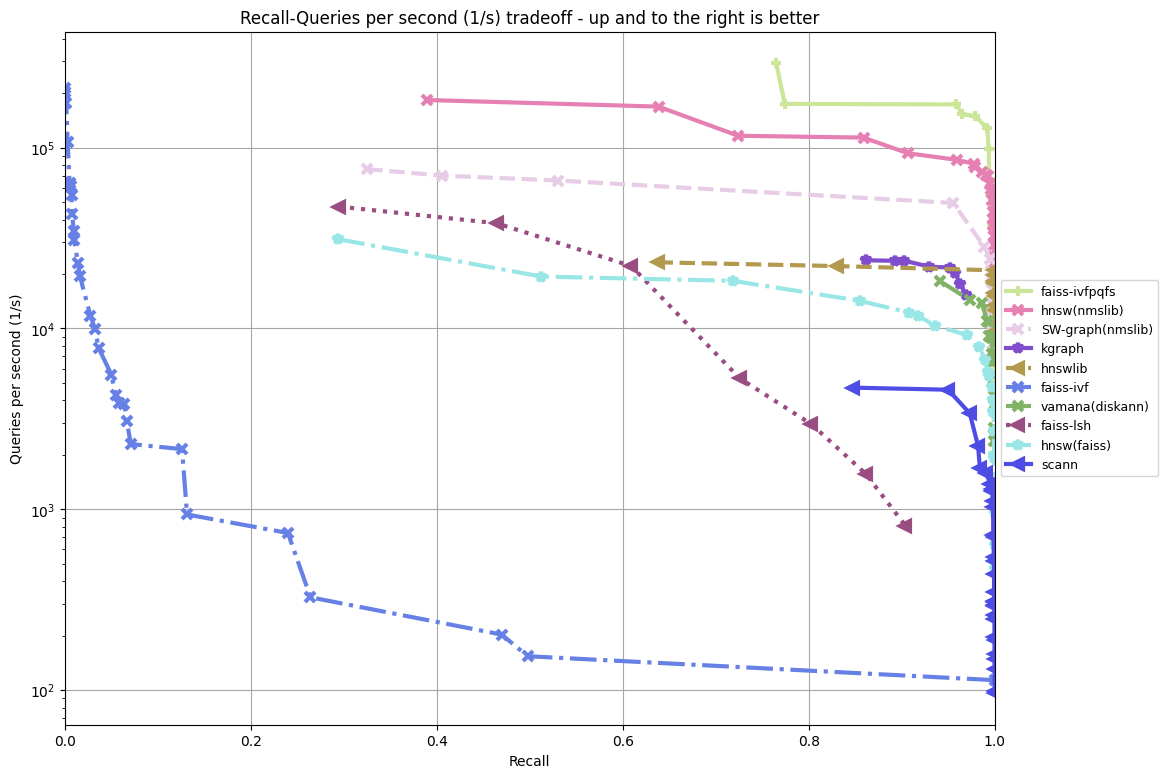 Recall-Queries per second (1/s) tradeoff - up and to the right is better
Queries per second (1/s)
10^5
10^4
10^3
10^2
0.0 0.2 0.4 0.6 0.8 1.0
Recall
faiss-ivfpqfs
hnsw(nmslib)
SW-graph(nmslib)
kgraph
hnswlib
faiss-ivf
vamana(diskann)
faiss-lsh
hnsw(faiss)
scann